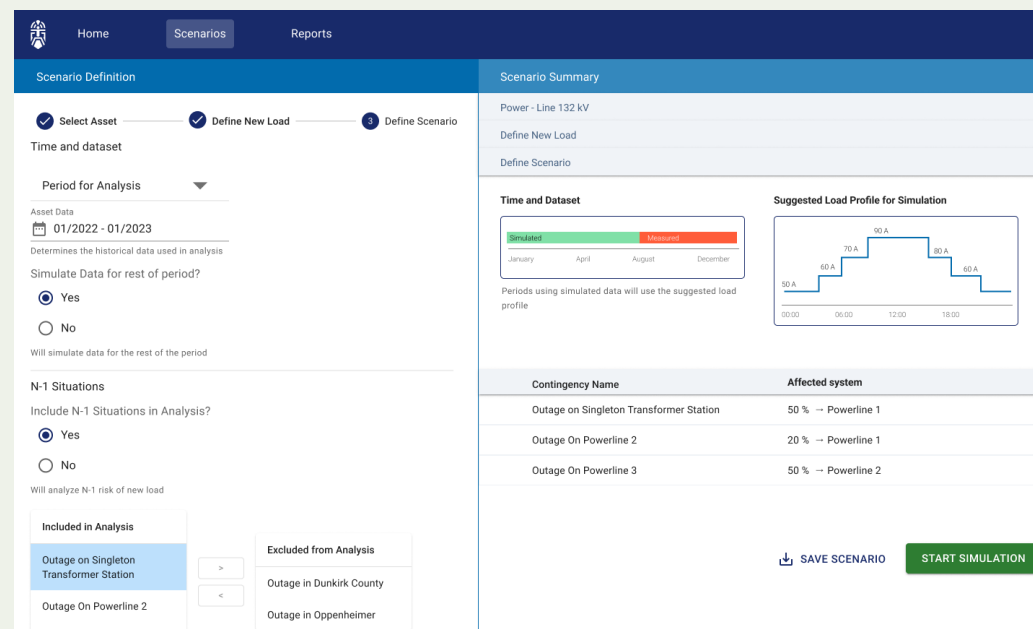 Home Scenarios Reports
Scenario Definition
Select Asset Define New Load 3 Define Scenario
Time and dataset
Period for Analysis
Asset Data
01/2022 - 01/2023
Determines the historical data used in analysis
Simulate Data for rest of period?
Yes
No
Will simulate data for the rest of the period
N-1 Situations
Include N-1 Situations in Analysis?
Yes
No
Will analyze N-1 risk of new load
Included in Analysis
Outage on Singleton
Transformer Station
Outage On Powerline 2
>
<
Excluded from Analysis
Outage in Dunkirk County
Outage in Oppenheimer
Scenario Summary
Power - Line 132 kV
Define New Load
Define Scenario
Time and Dataset
Simulated Measured
January April August December
Periods using simulated data will use the suggested load
profile
Suggested Load Profile for Simulation
90 A
70 A 80 A
60 A 60 A
50 A
00:00 06:00 12:00 18:00
Contingency Name Affected system
Outage on Singleton Transformer Station 50 % → Powerline 1
Outage On Powerline 2 20 % → Powerline 1
Outage On Powerline 3 50 % → Powerline 2
SAVE SCENARIO START SIMULATION